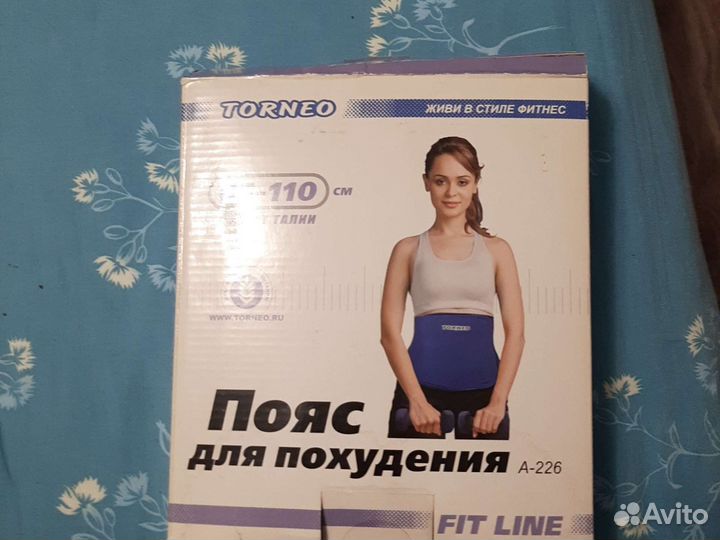 TORNEO
ЖИВИ В СТИЛЕ ФИТНЕС
-110 СМ
ТАЛИИ
WWW.TORNEO.RU
TORNEO
Пояс
для похудения A-226
FIT LINE
Avito